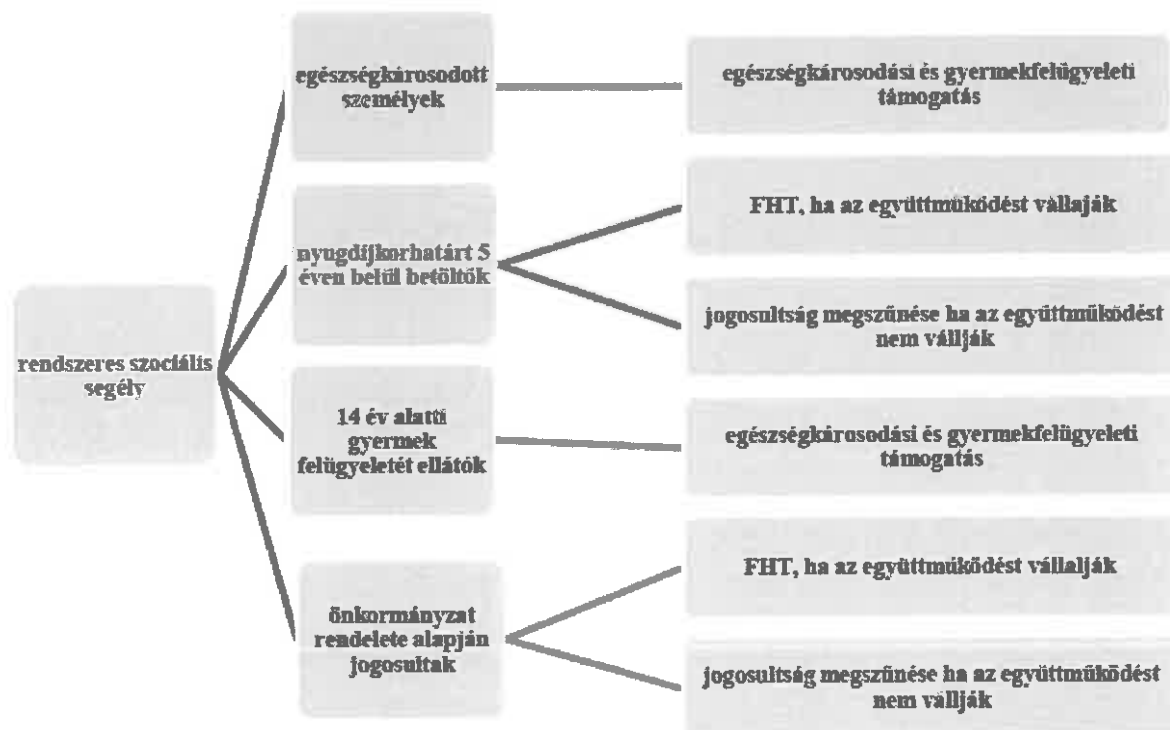 rendszeres szociális
segély
egészségkárosodott
személyek
egészségkárosodási és gyermekfelügyeleti
támogatás
nyugdíjkorhatárt 5
éven belül betöltők
FHT, ha az együttműködést vállaják
jogosultság megszűnése ha az együttműködést
nem vállják
14 év alatti
gyermek
felügyeletét ellátók
egészségkárosodási és gyermekfelügyeleti
támogatás
önkormányzat
rendelete alapján
jogosultak
FHT, ha az együttműködést vállalják
jogosultság megszűnése ha az együttműködést
nem vállják